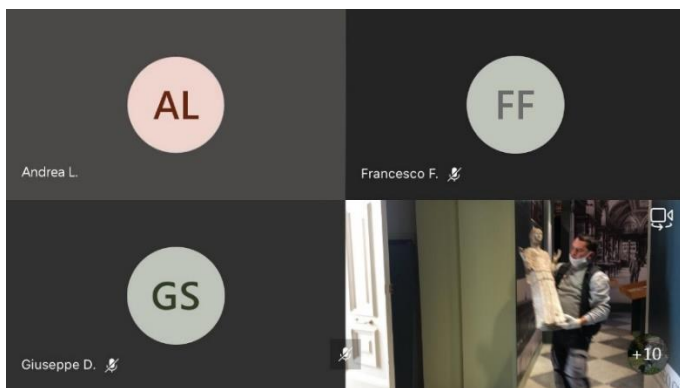 AL
Andrea L.
FF
Francesco F.
GS
Giuseppe D.
+10